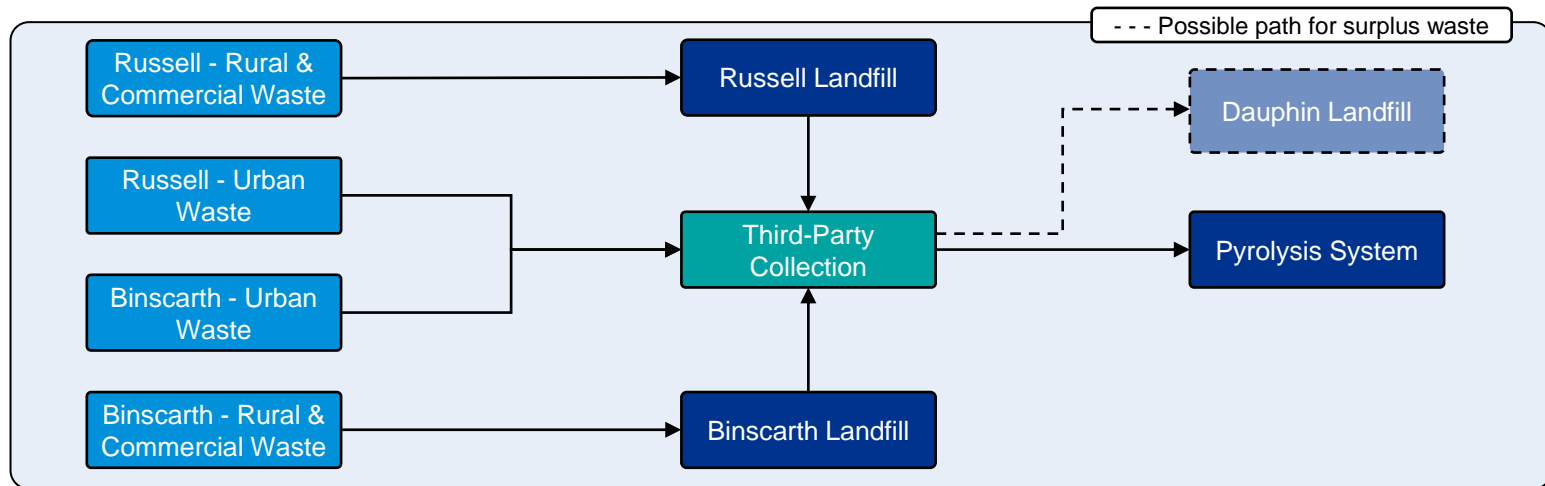 - - - Possible path for surplus waste
Russell - Rural &
Commercial Waste
Russell Landfill
Dauphin Landfill
Russell - Urban
Waste
Third-Party
Collection
Pyrolysis System
Binscarth - Urban
Waste
Binscarth - Rural &
Commercial Waste
Binscarth Landfill